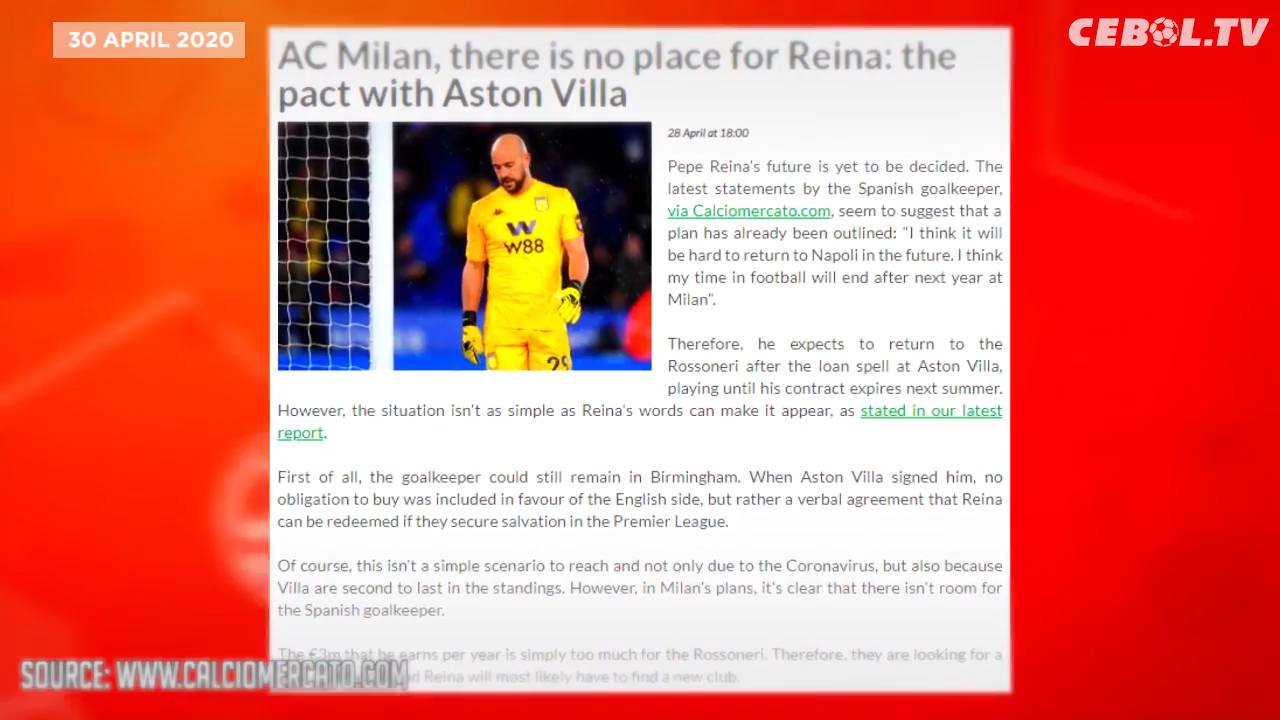 30 APRIL 2020
CEBOL.TV
AC Milan, there is no place for Reina: the
pact with Aston Villa
28 April at 18:00
Pepe Reina's future is yet to be decided. The
latest statements by the Spanish goalkeeper,
via Calciomercato.com, seem to suggest that a
plan has already been outlined: "I think it will
be hard to return to Napoli in the future. I think
my time in football will end after next year at
Milan".
Therefore, he expects to return to the
Rossoneri after the loan spell at Aston Villa,
playing until his contract expires next summer.
However, the situation isn't as simple as Reina's words can make it appear, as stated in our latest
report.
First of all, the goalkeeper could still remain in Birmingham. When Aston Villa signed him, no
obligation to buy was included in favour of the English side, but rather a verbal agreement that Reina
can be redeemed if they secure salvation in the Premier League.
Of course, this isn't a simple scenario to reach and not only due to the Coronavirus, but also because
Villa are second to last in the standings. However, in Milan's plans, it's clear that there isn't room for
the Spanish goalkeeper.
The €3m that he earns per year is simply too much for the Rossoneri. Therefore, they are looking for a
Reina will most likely have to find a new club.
SOURCE: WWW.CALCIOMERCATO.COM
W88